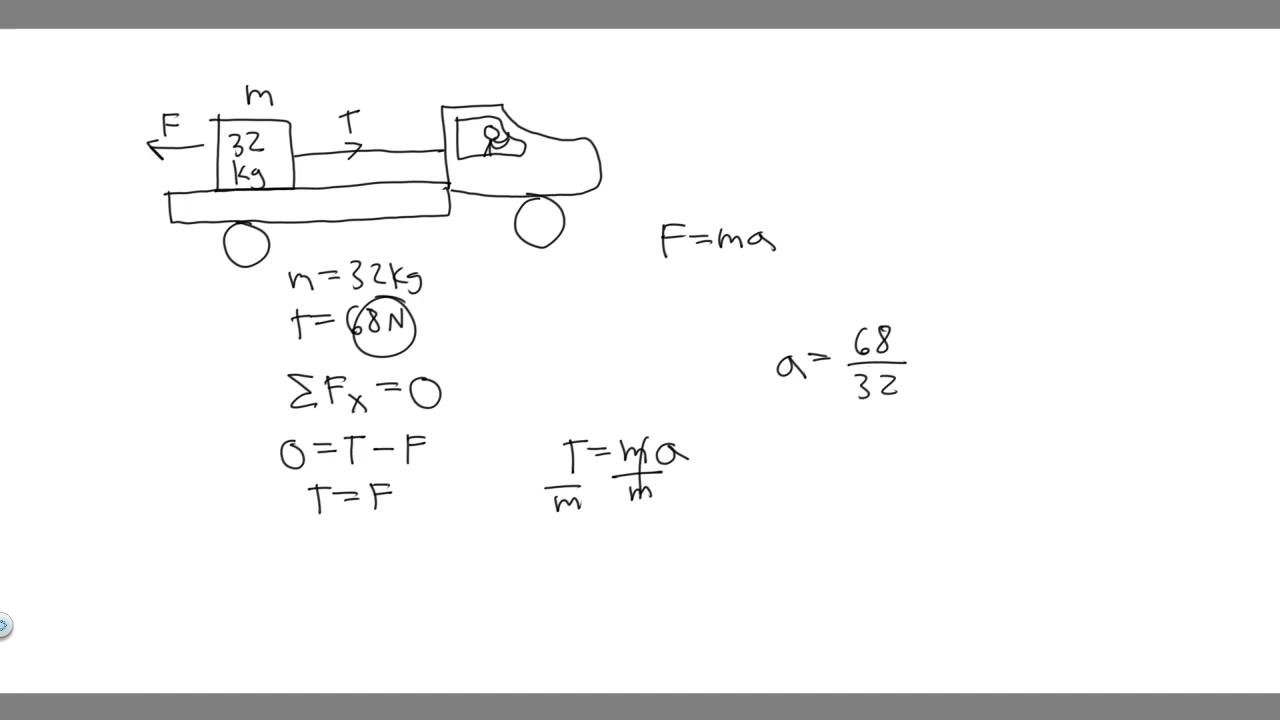 m
F
T
32
kg
F=ma
m=32kg
T=68N
a=68/32
ΣFx=0
0=T-F
T=ma
m m
T=F